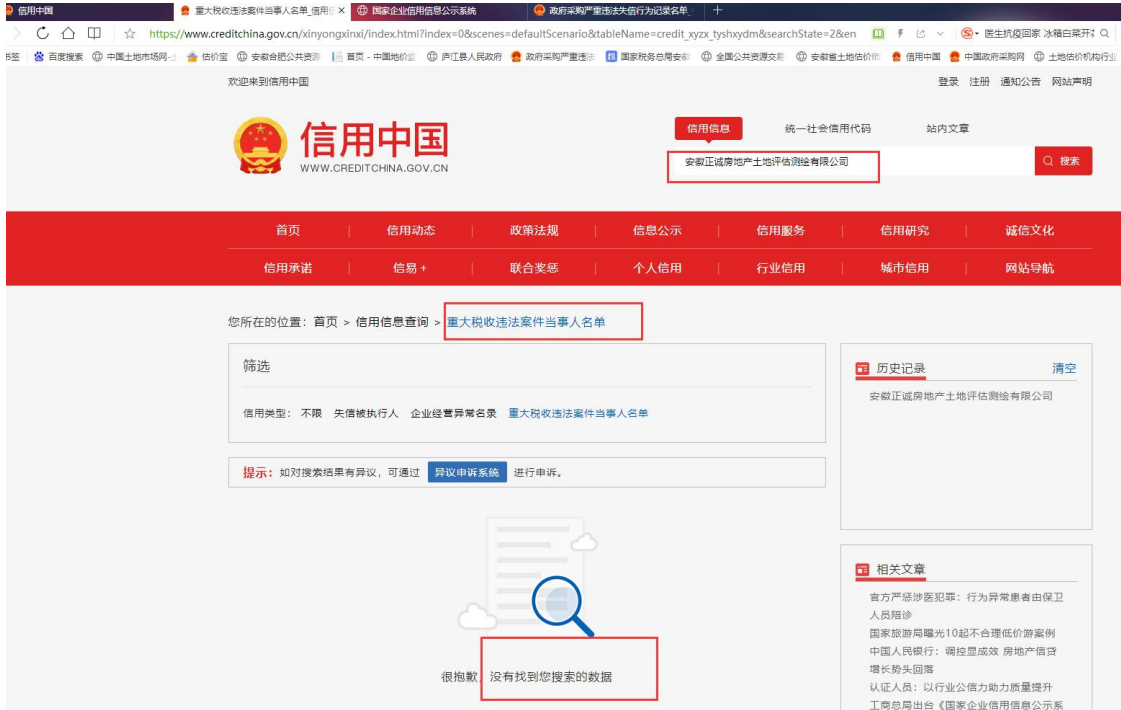 信用中国
重大税收违法案件当事人名单_信用
国家企业信用信息公示系统
政府采购严重违法失信行为记录名单_
https://www.creditchina.gov.cn/xinyongxinxi/index.html?index=0&scenes=defaultScenario&tableName=credit_xyzx_tyshxydm&searchState=2&en
医生抗疫回家 冰箱白菜开
书签
百度搜索
中国土地市场网-土
估价室
安徽合肥公共资源
首页 - 中国地价监
庐江县人民政府
政府采购严重违法
国家税务总局安徽
全国公共资源交易
安徽省土地估价师
信用中国
中国政府采购网
土地估价机构行业
欢迎来到信用中国
登录 注册 通知公告 网站声明
信用信息
统一社会信用代码
站内文章
信用中国
WWW.CREDITCHINA.GOV.CN
安徽正诚房地产土地评估测绘有限公司
搜索
首页 | 信用动态 | 政策法规 | 信息公示 | 信用服务 | 信用研究 | 诚信文化
信用承诺 | 信易 + | 联合奖惩 | 个人信用 | 行业信用 | 城市信用 | 网站导航
您所在的位置：首页 > 信用信息查询 > 重大税收违法案件当事人名单
筛选
信用类型： 不限 失信被执行人 企业经营异常名录 重大税收违法案件当事人名单
提示：如对搜索结果有异议，可通过 异议申诉系统 进行申诉。
很抱歉，没有找到您搜索的数据
历史记录
清空
安徽正诚房地产土地评估测绘有限公司
相关文章
官方严惩涉医犯罪：行为异常患者由保卫
人员陪诊
国家旅游局曝光10起不合理低价游案例
中国人民银行：调控显成效 房地产信贷
增长势头回落
认证人员：以行业公信力助力质量提升
工商总局出台《国家企业信用信息公示系